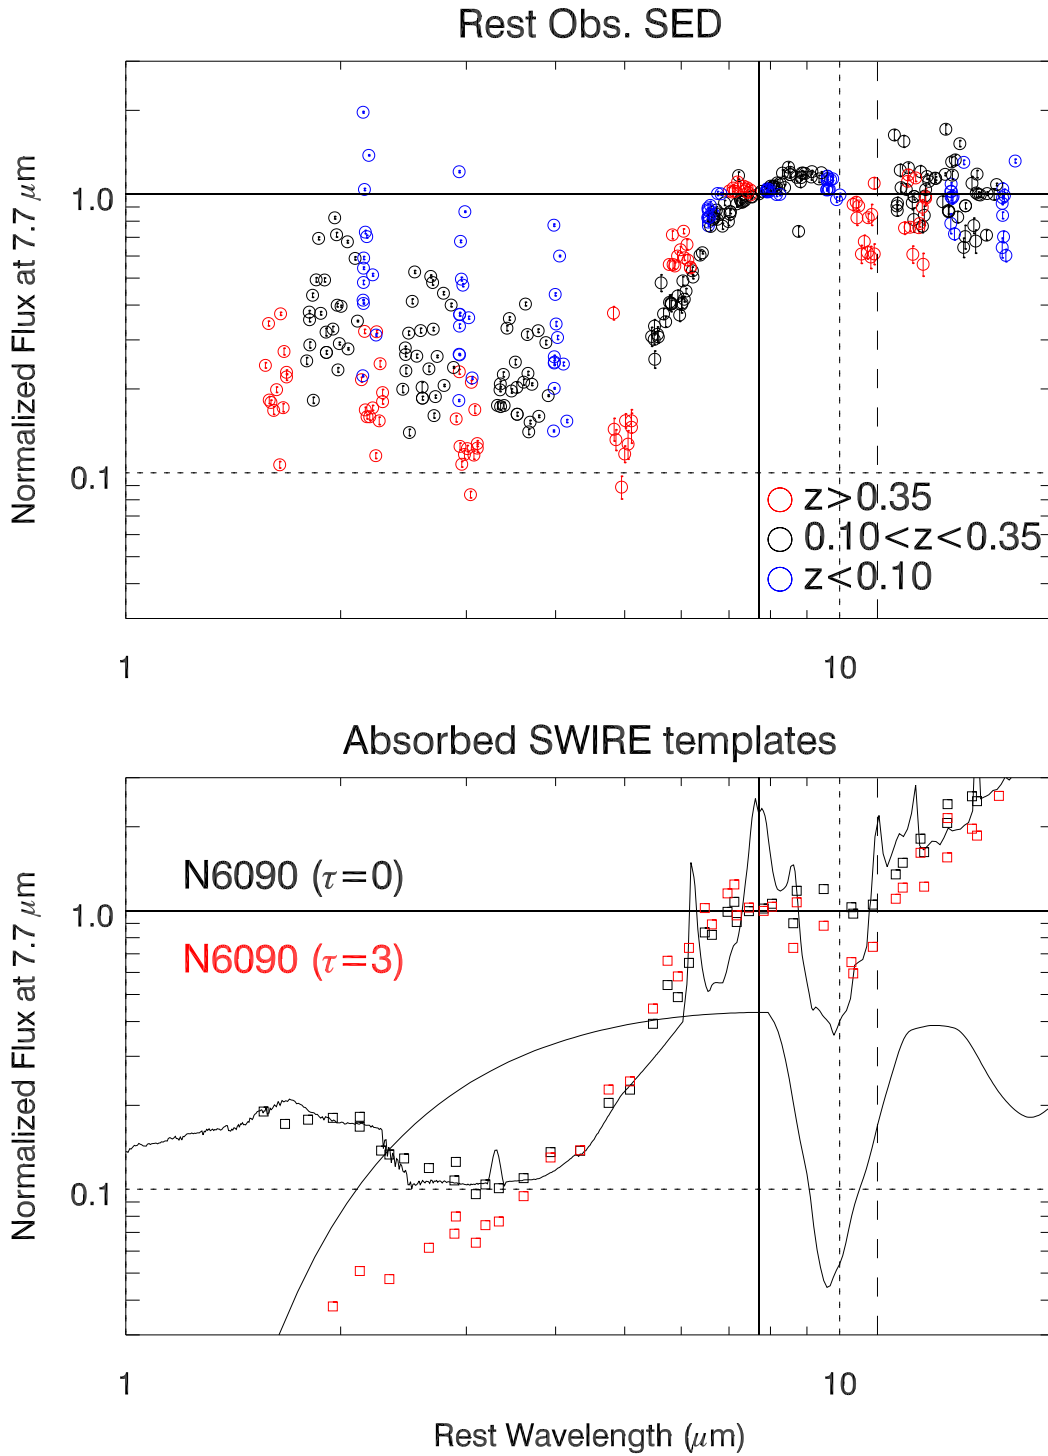 Rest Obs. SED
Normalized Flux at 7.7 μm
1.0
0.1
z>0.35
0.10<z<0.35
z<0.10
1
10
Absorbed SWIRE templates
Normalized Flux at 7.7 μm
N6090 (τ=0)
1.0
N6090 (τ=3)
0.1
1
10
Rest Wavelength (μm)